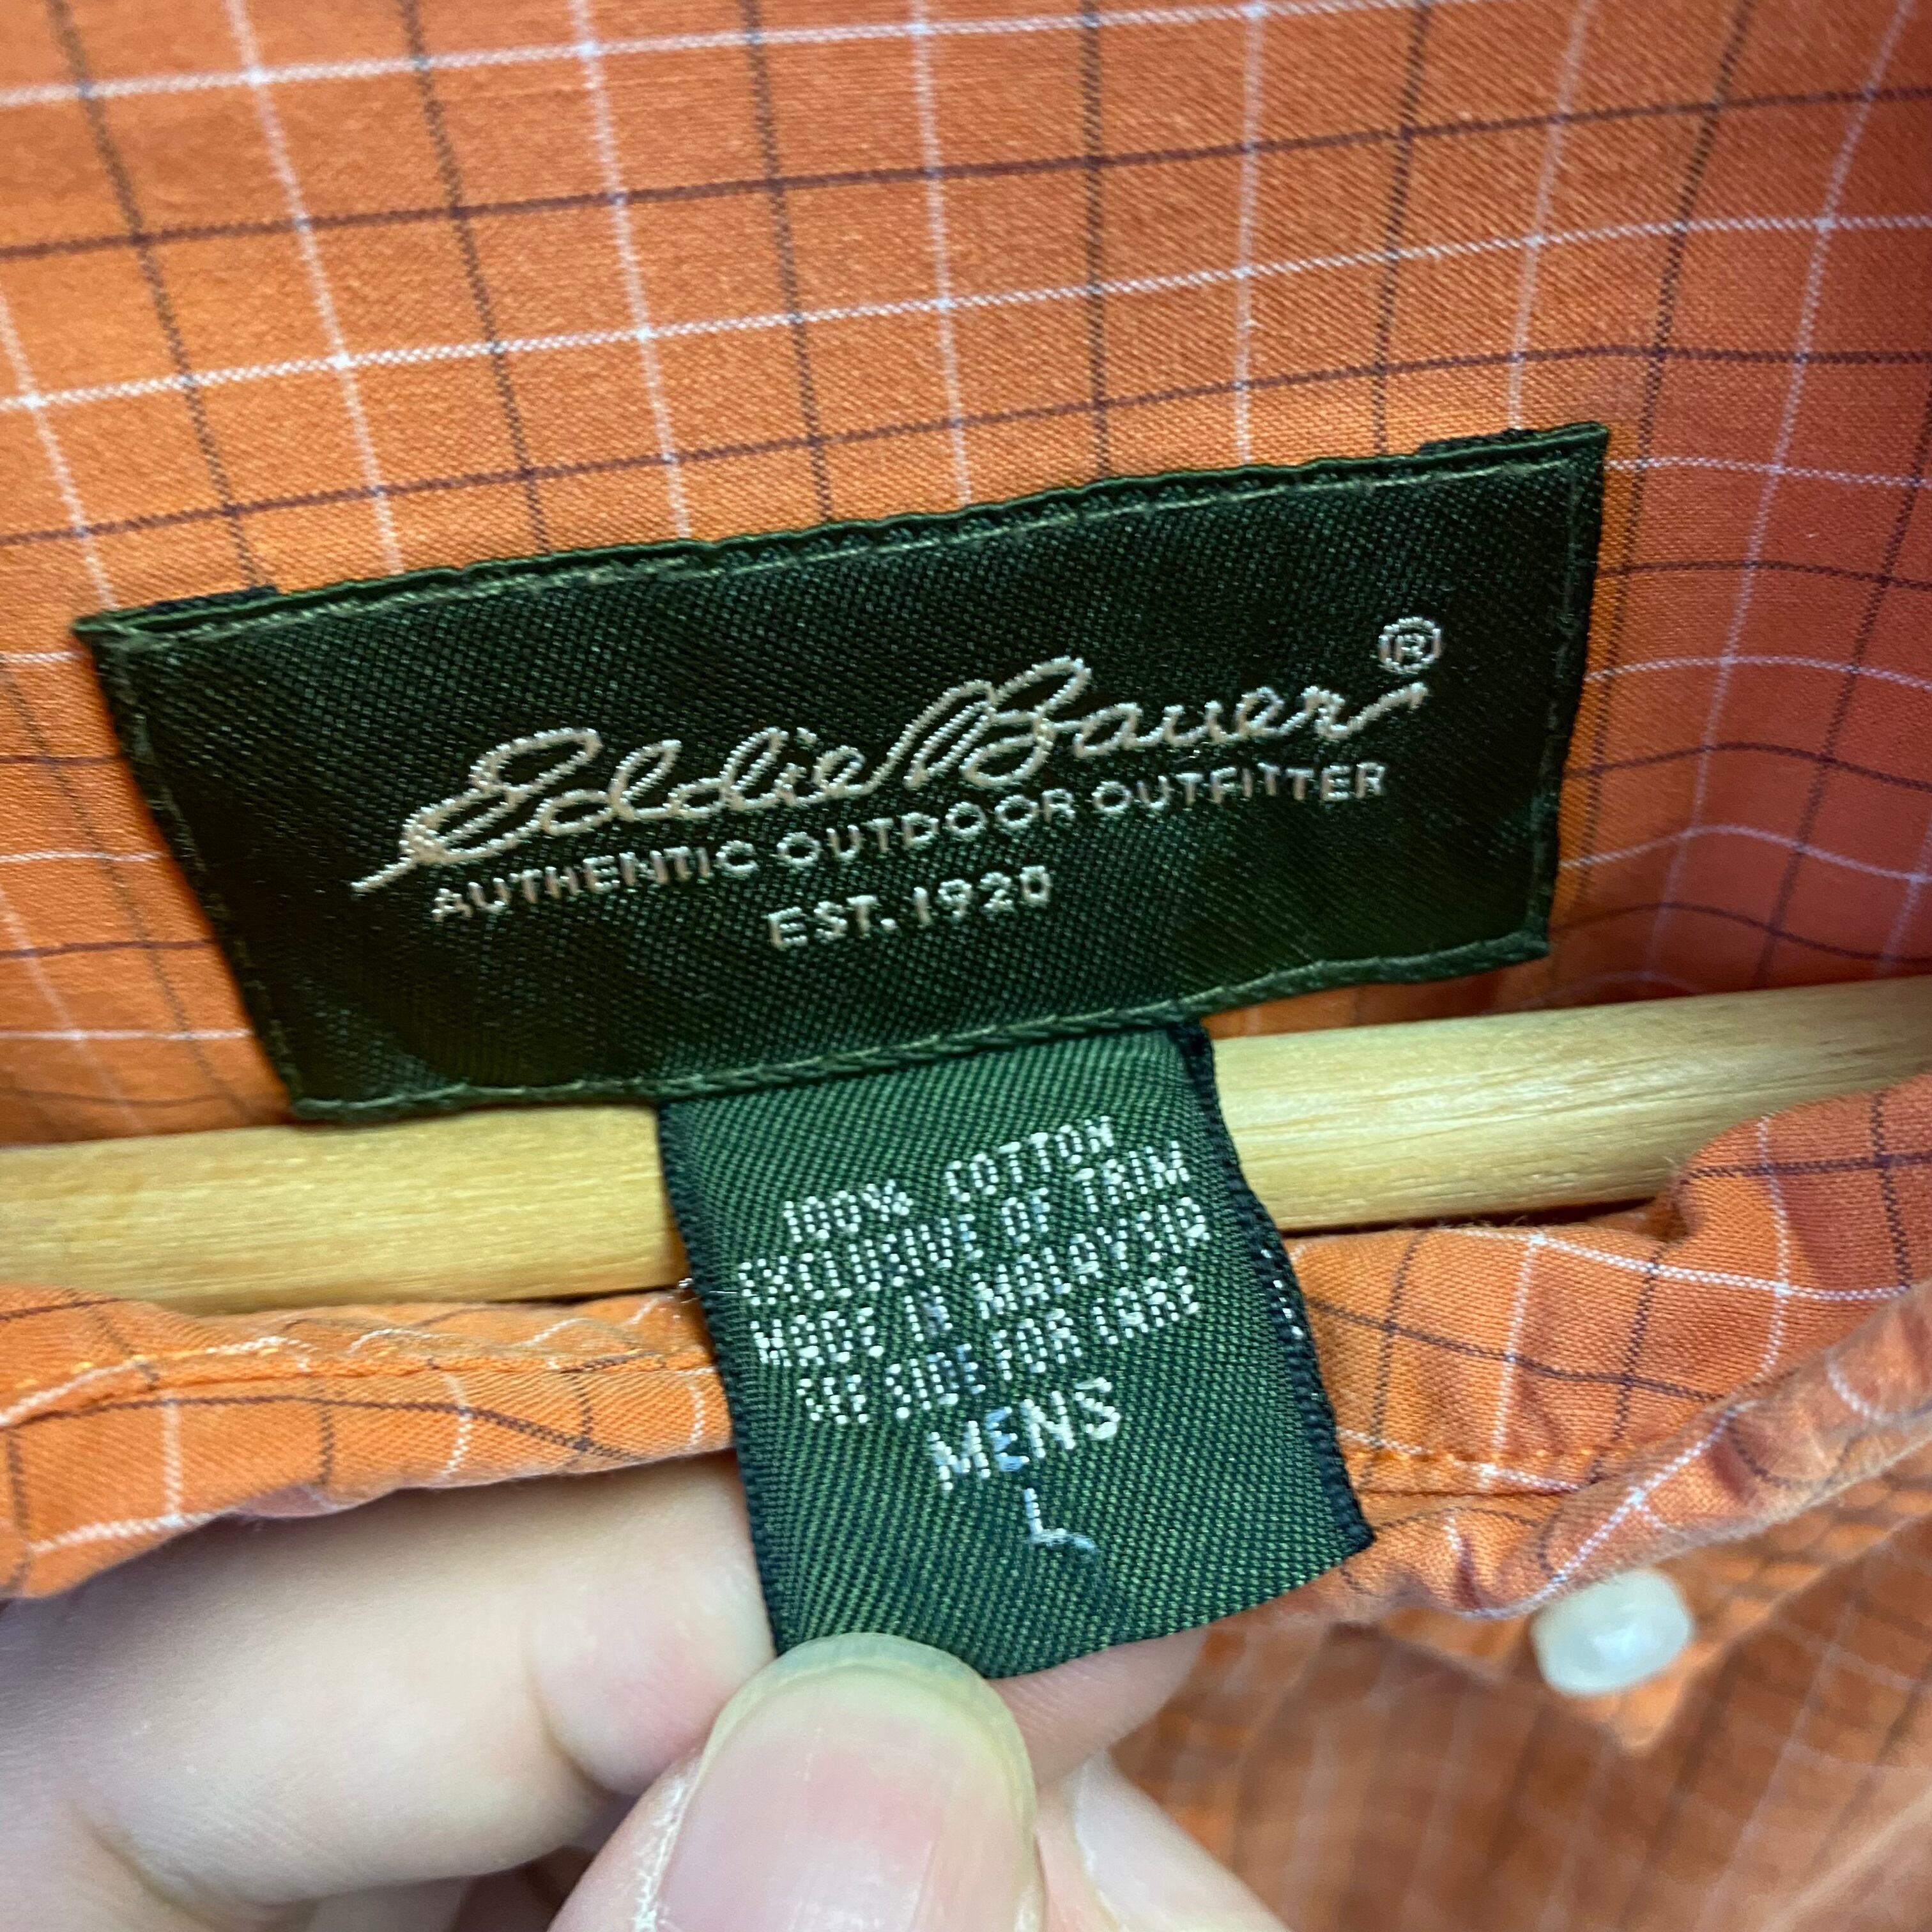 Eddie Bauer®
AUTHENTIC OUTDOOR OUTFITTER
EST. 1920
100% COTTON
EXCLUSIVE OF TRIM
MADE IN MALAYSIA
SEE SIDE FOR CARE
MENS
L